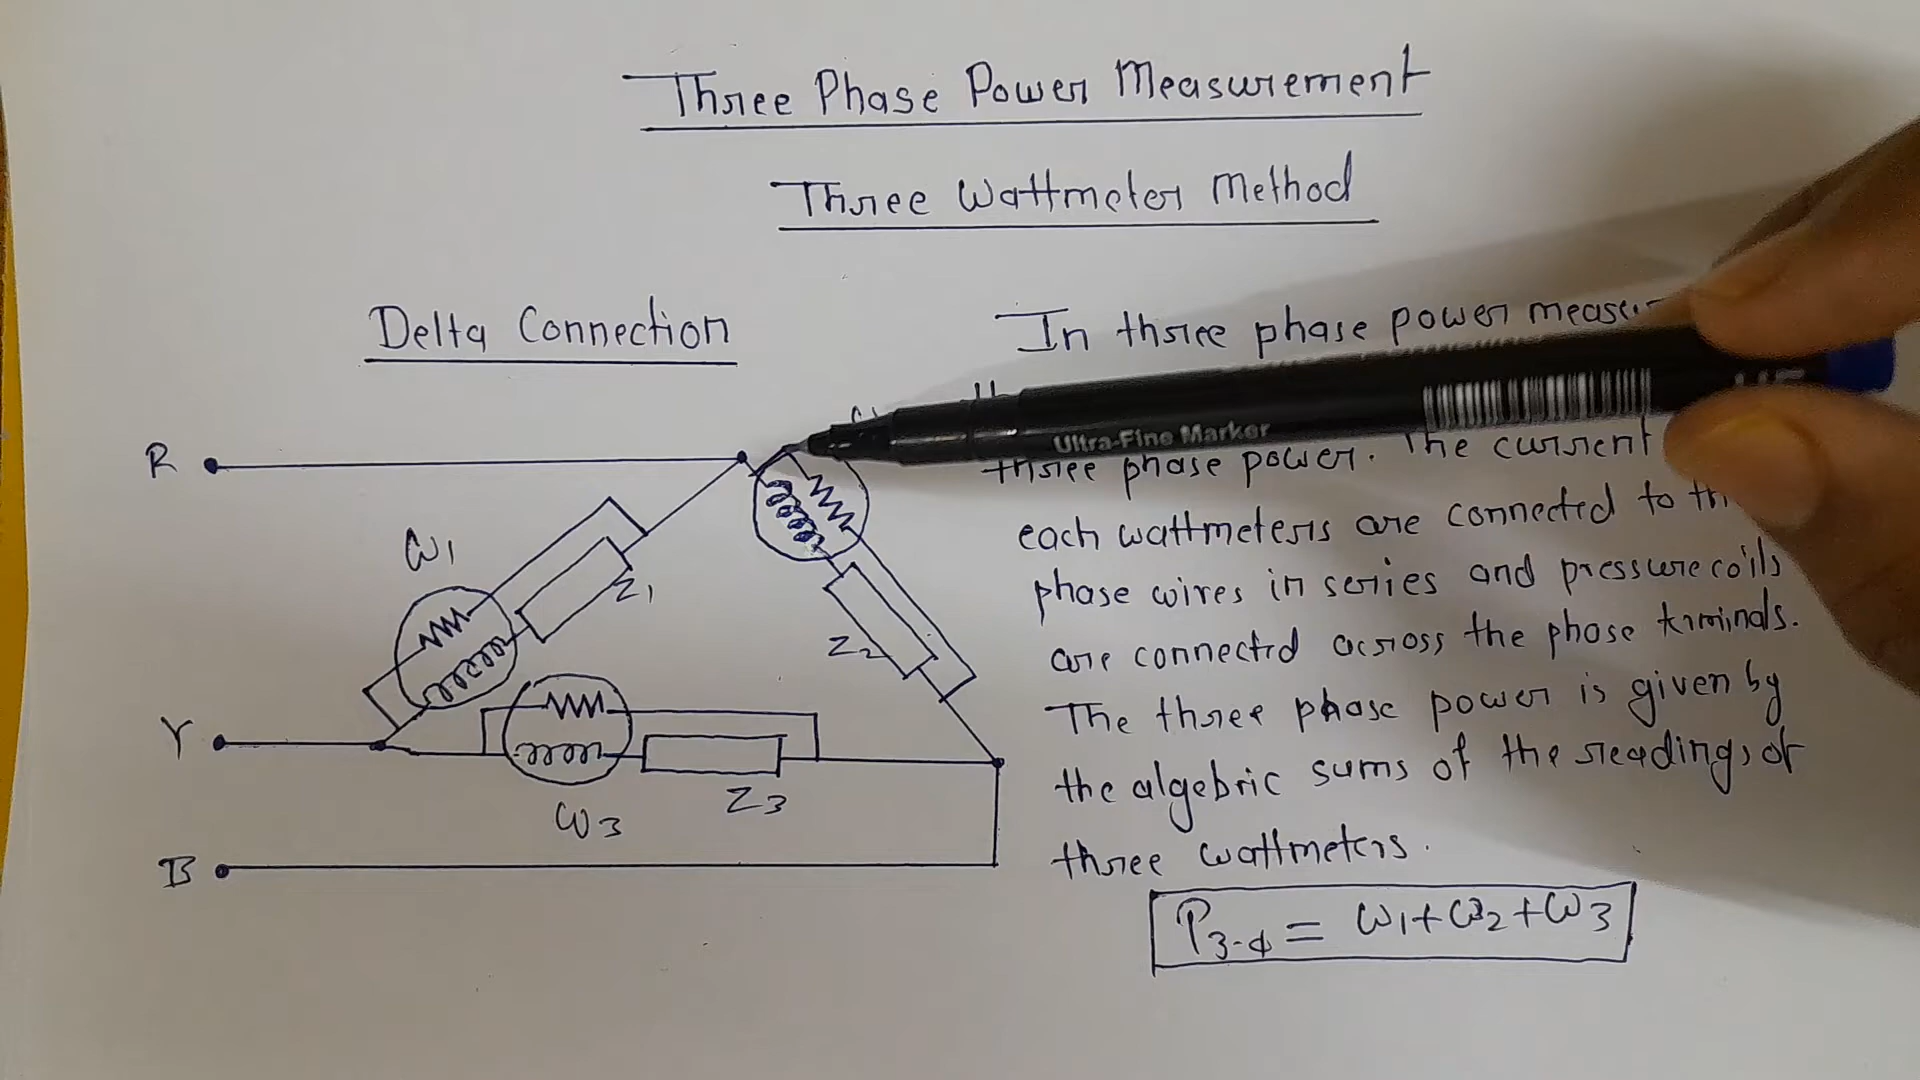 Three Phase Power Measurement
Three Wattmeter Method
Delta Connection
In three phase power
R
three phase power. The current
each wattmeters are connected to
W1
Z1
phase wires in series and pressure coils
Z2
are connected across the phase terminals.
Y
The three phase power is given by
the algebric sums of the readings of
Z3
W3
three wattmeters.
B
P3-ϕ = W1+W2+W3
Ultra-Fine Marker